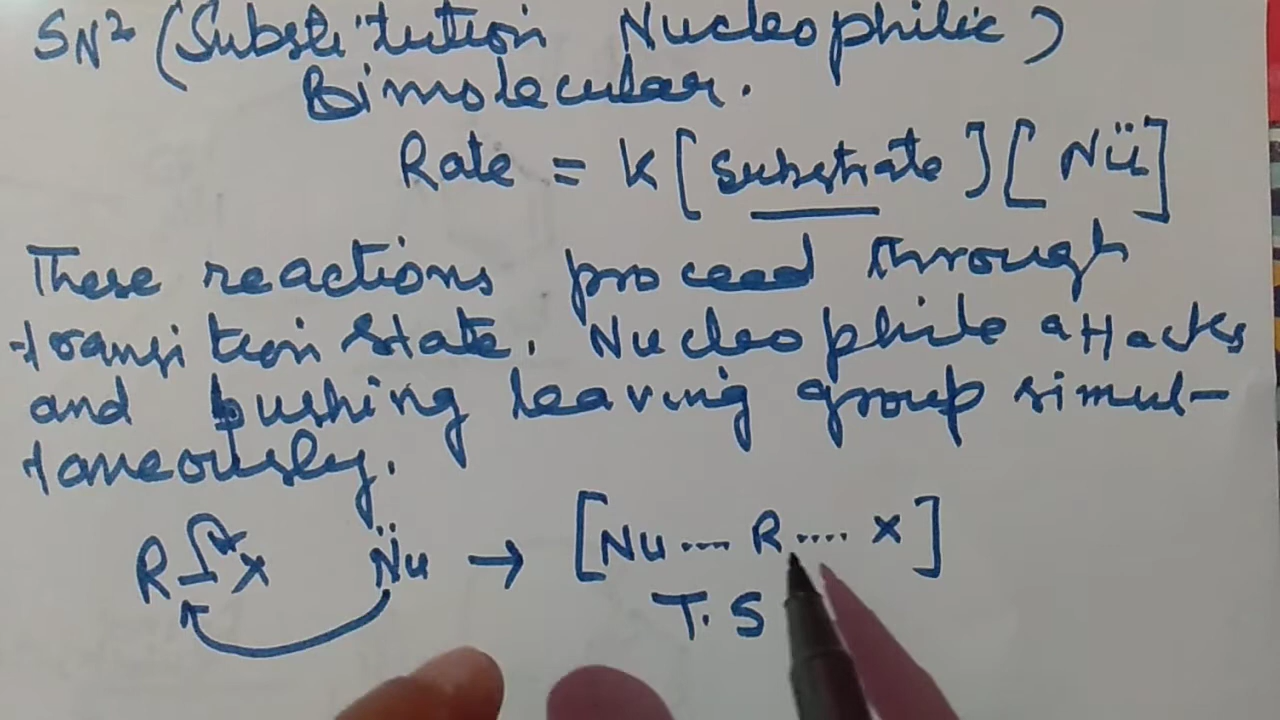 SN² (Substitution Nucleophilic)
Bimolecular.
Rate = K [Substrate] [Nü]
These reactions proceed through
transition state. Nucleophile attacks
and pushing leaving group simul-
taneously.
R-X N̈u → [Nu.... R.... X]
T.S